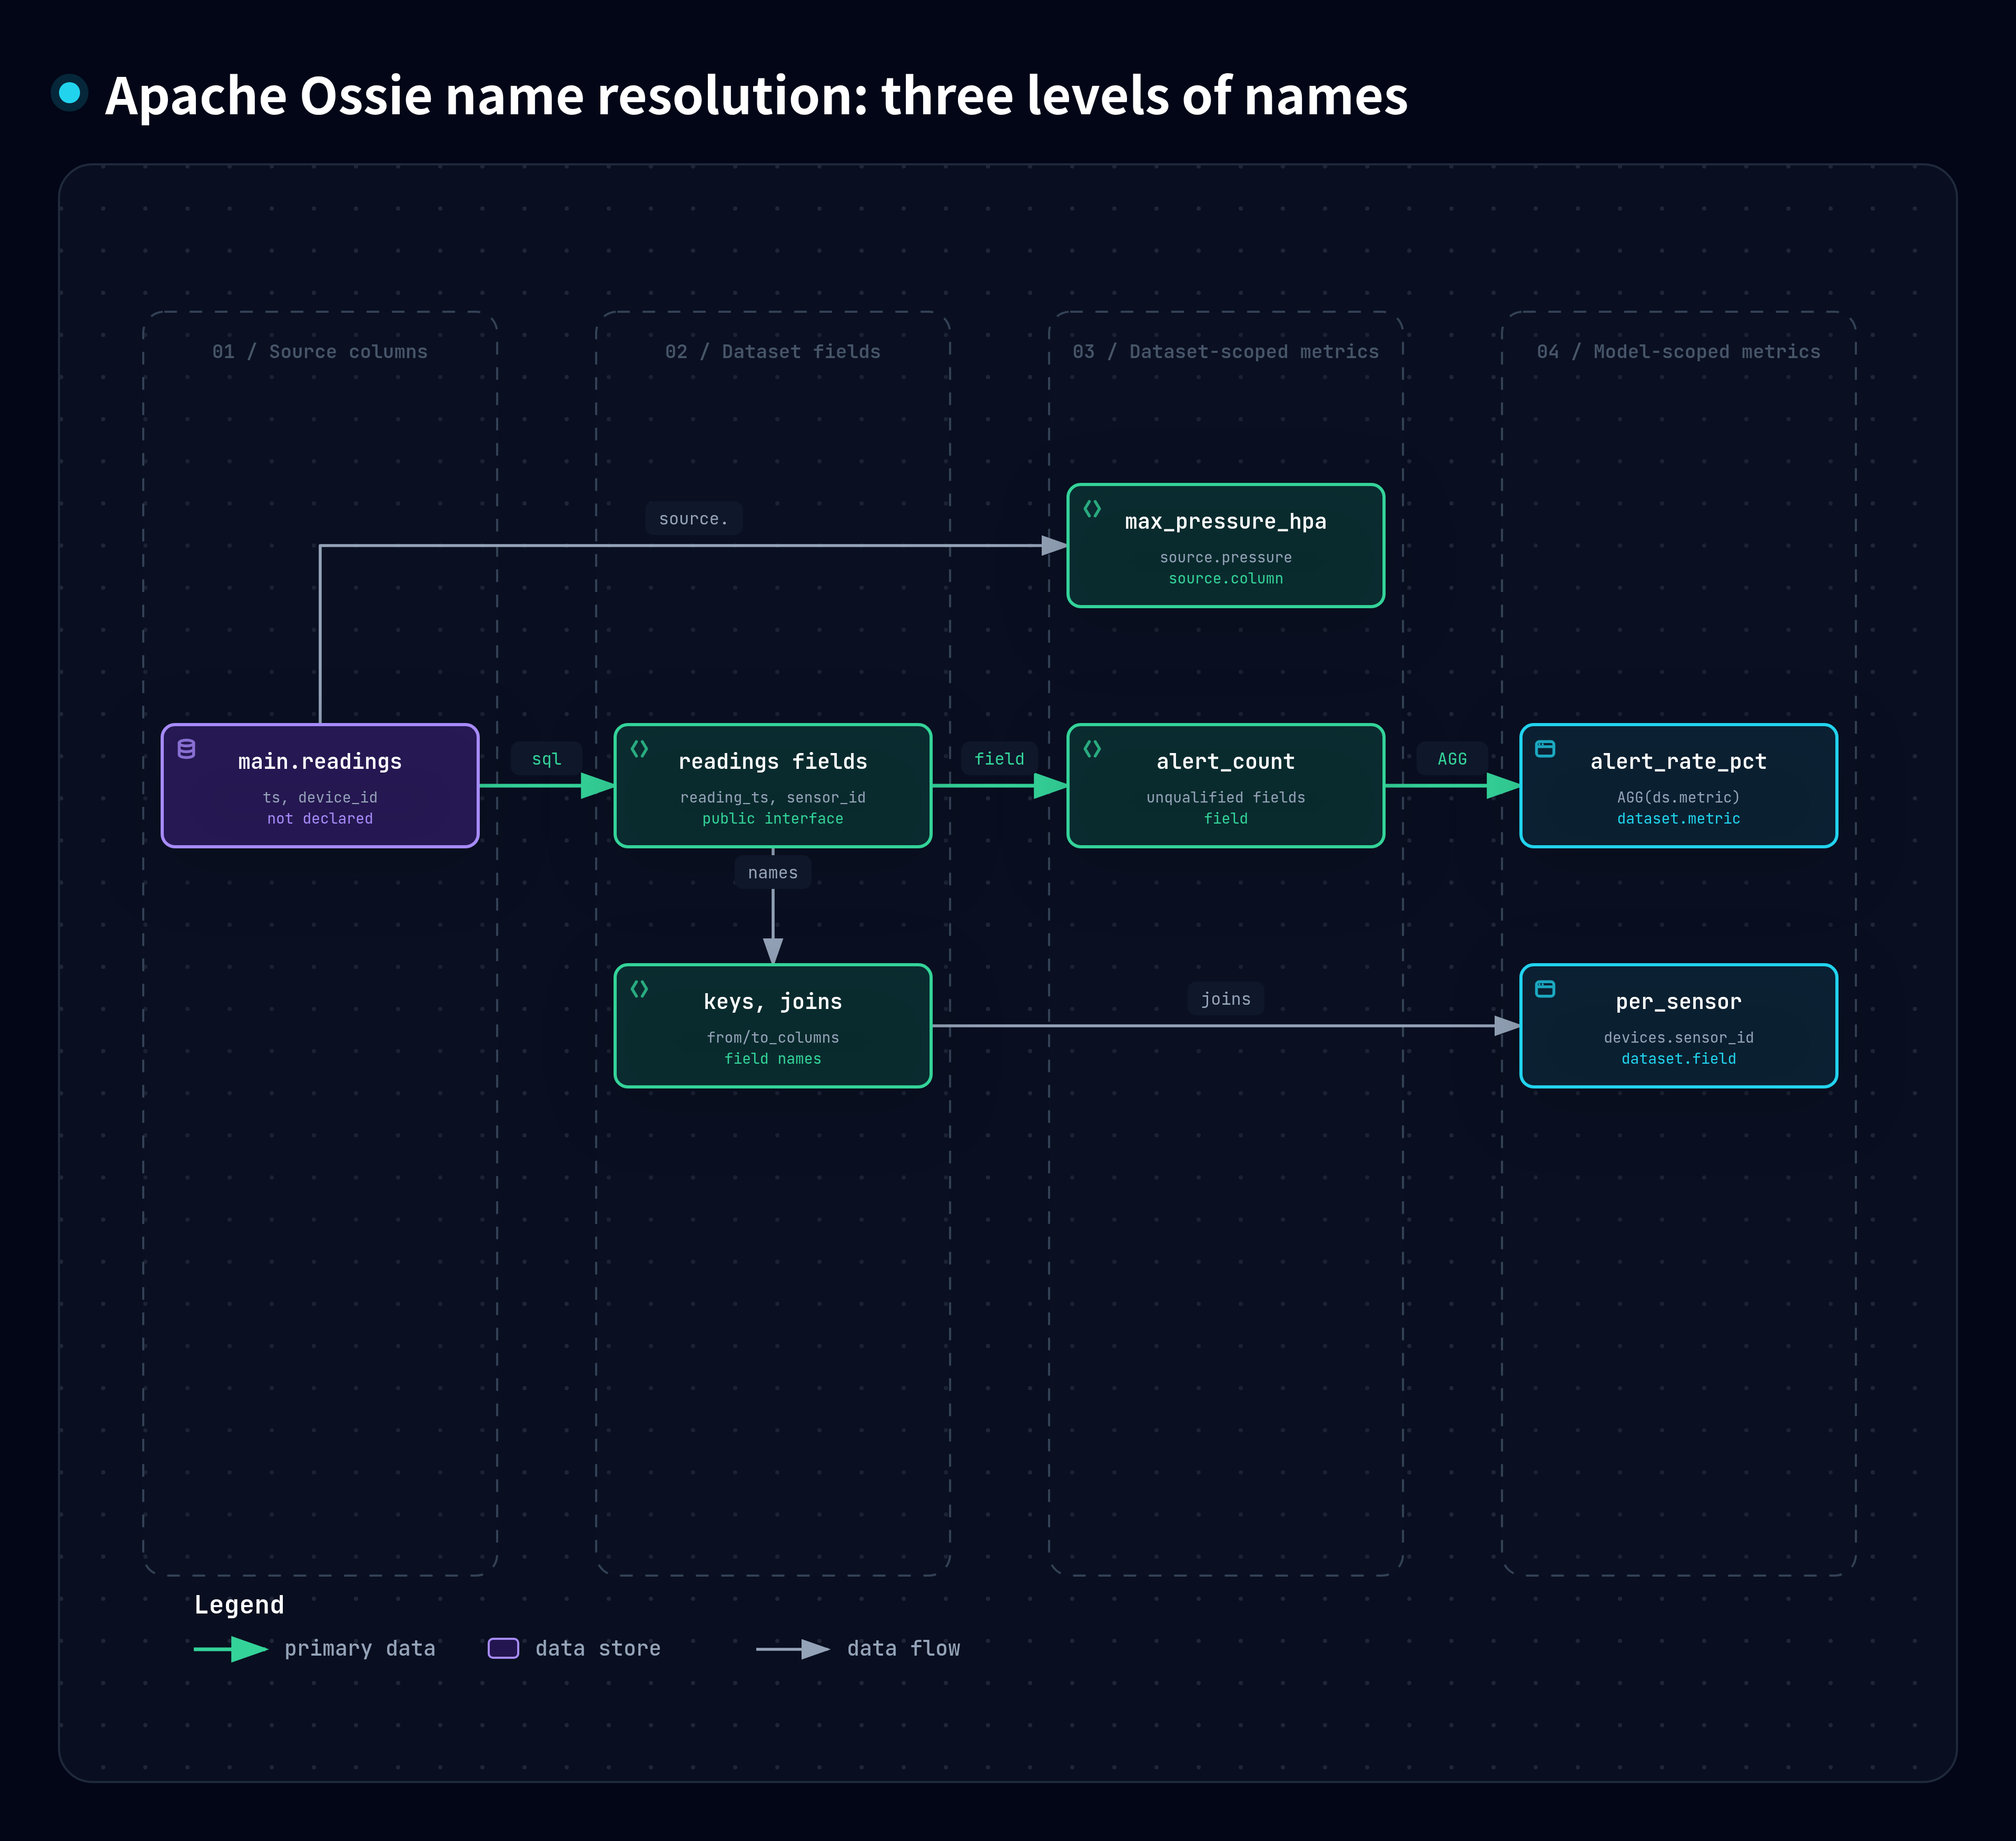 Apache Ossie name resolution: three levels of names
01 / Source columns
02 / Dataset fields
03 / Dataset-scoped metrics
04 / Model-scoped metrics
source.
max_pressure_hpa
source.pressure
source.column
main.readings
ts, device_id
not declared
sql
readings fields
reading_ts, sensor_id
public interface
field
alert_count
unqualified fields
field
AGG
alert_rate_pct
AGG(ds.metric)
dataset.metric
names
keys, joins
from/to_columns
field names
joins
per_sensor
devices.sensor_id
dataset.field
Legend
primary data
data store
data flow